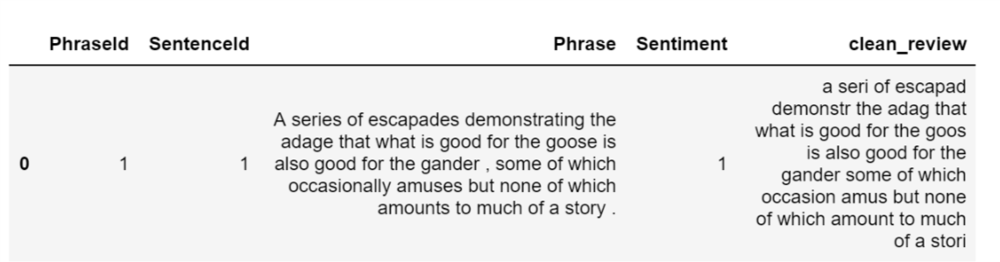 PhraseId SentenceId Phrase Sentiment clean_review
0 1 1 A series of escapades demonstrating the adage that what is good for the goose is also good for the gander , some of which occasionally amuses but none of which amounts to much of a story . 1 a seri of escapad demonstr the adag that what is good for the goos is also good for the gander some of which occasion amus but none of which amount to much of a stori